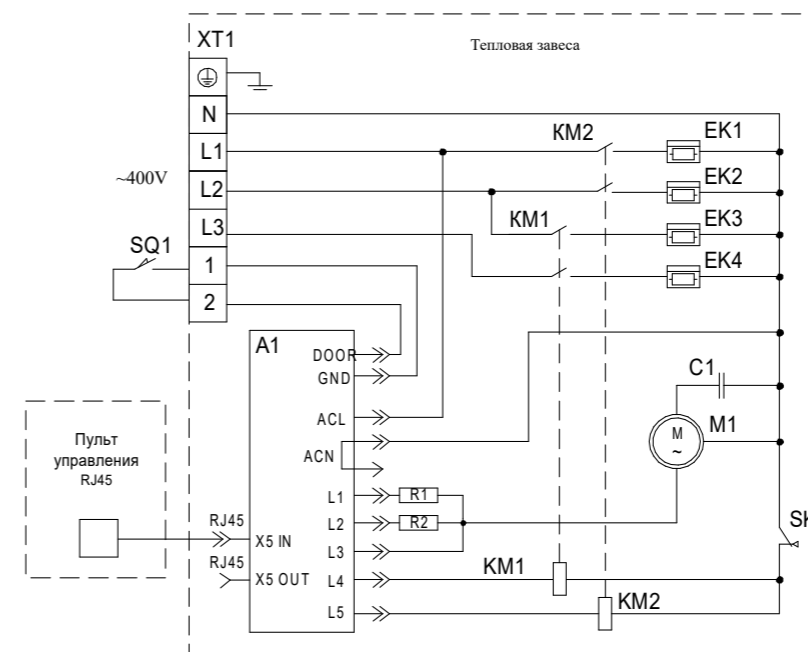 XT1
Тепловая завеса
N
L1
L2
L3
1
2
~400V
SQ1
KM2
EK1
EK2
KM1
EK3
EK4
A1
DOOR
GND
ACL
ACN
L1
L2
L3
L4
L5
R1
R2
C1
M
~
M1
SK
KM1
KM2
Пульт
управления
RJ45
RJ45
X5 IN
RJ45
X5 OUT